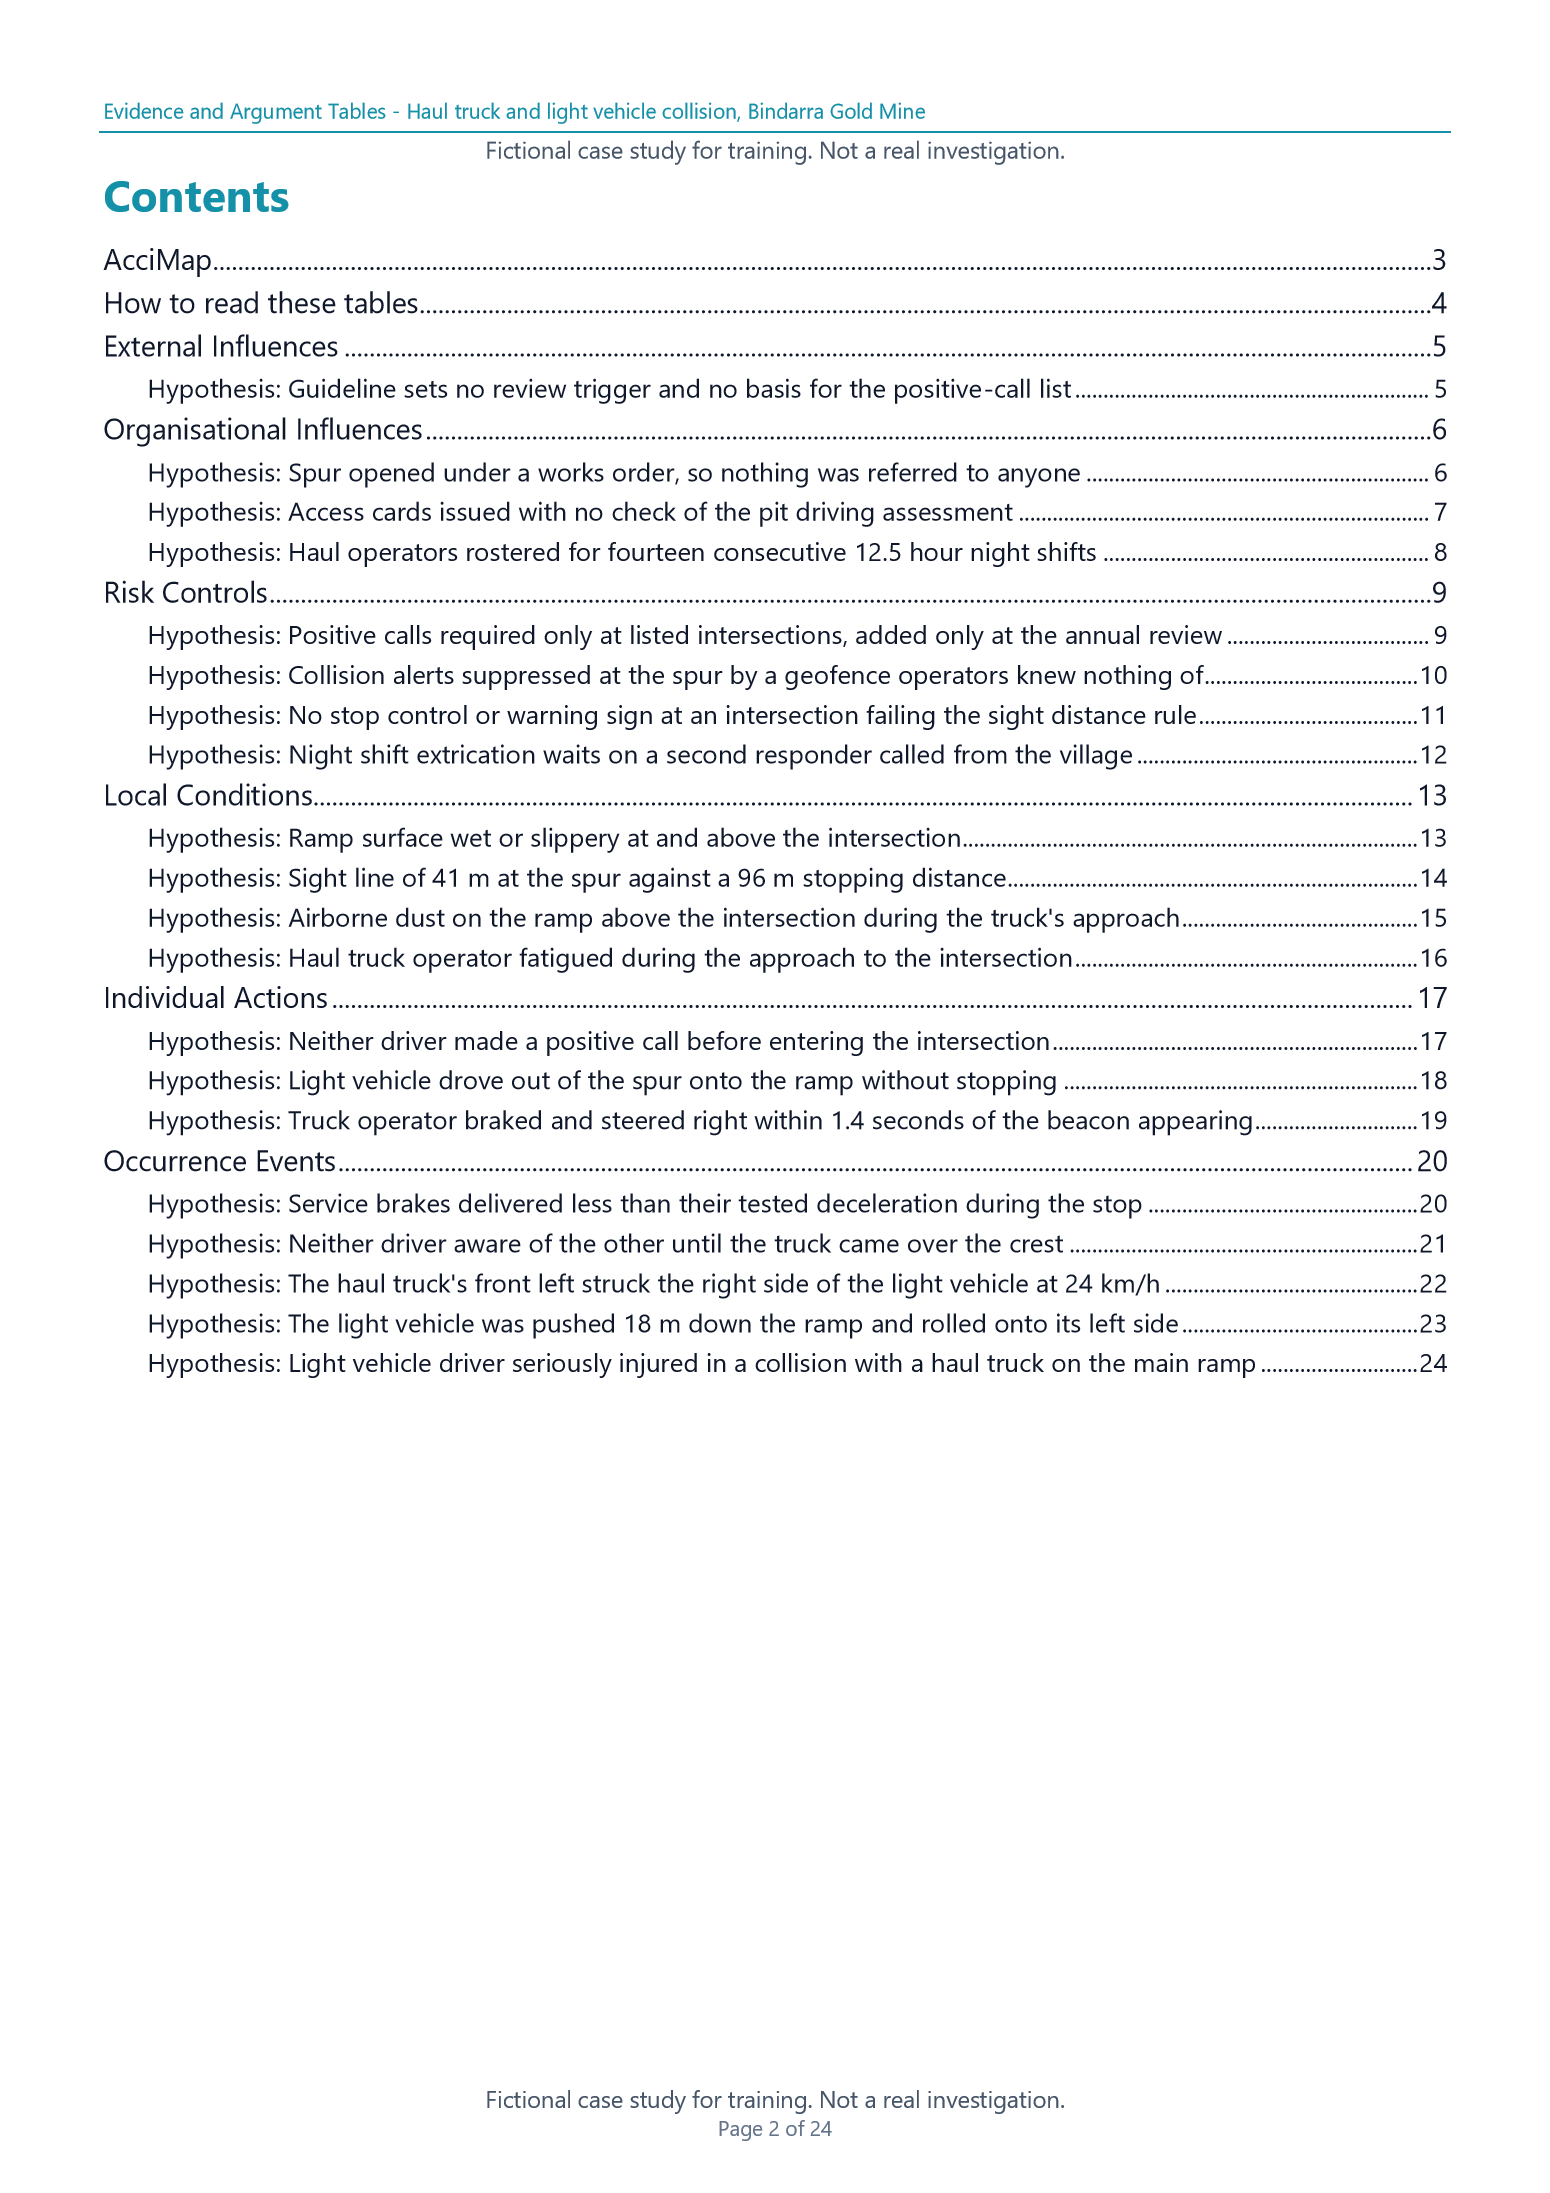 Evidence and Argument Tables - Haul truck and light vehicle collision, Bindarra Gold Mine
Fictional case study for training. Not a real investigation.
Contents
AcciMap 3
How to read these tables 4
External Influences 5
Hypothesis: Guideline sets no review trigger and no basis for the positive-call list 5
Organisational Influences 6
Hypothesis: Spur opened under a works order, so nothing was referred to anyone 6
Hypothesis: Access cards issued with no check of the pit driving assessment 7
Hypothesis: Haul operators rostered for fourteen consecutive 12.5 hour night shifts 8
Risk Controls 9
Hypothesis: Positive calls required only at listed intersections, added only at the annual review 9
Hypothesis: Collision alerts suppressed at the spur by a geofence operators knew nothing of 10
Hypothesis: No stop control or warning sign at an intersection failing the sight distance rule 11
Hypothesis: Night shift extrication waits on a second responder called from the village 12
Local Conditions 13
Hypothesis: Ramp surface wet or slippery at and above the intersection 13
Hypothesis: Sight line of 41 m at the spur against a 96 m stopping distance 14
Hypothesis: Airborne dust on the ramp above the intersection during the truck's approach 15
Hypothesis: Haul truck operator fatigued during the approach to the intersection 16
Individual Actions 17
Hypothesis: Neither driver made a positive call before entering the intersection 17
Hypothesis: Light vehicle drove out of the spur onto the ramp without stopping 18
Hypothesis: Truck operator braked and steered right within 1.4 seconds of the beacon appearing 19
Occurrence Events 20
Hypothesis: Service brakes delivered less than their tested deceleration during the stop 20
Hypothesis: Neither driver aware of the other until the truck came over the crest 21
Hypothesis: The haul truck's front left struck the right side of the light vehicle at 24 km/h 22
Hypothesis: The light vehicle was pushed 18 m down the ramp and rolled onto its left side 23
Hypothesis: Light vehicle driver seriously injured in a collision with a haul truck on the main ramp 24
Fictional case study for training. Not a real investigation.
Page 2 of 24